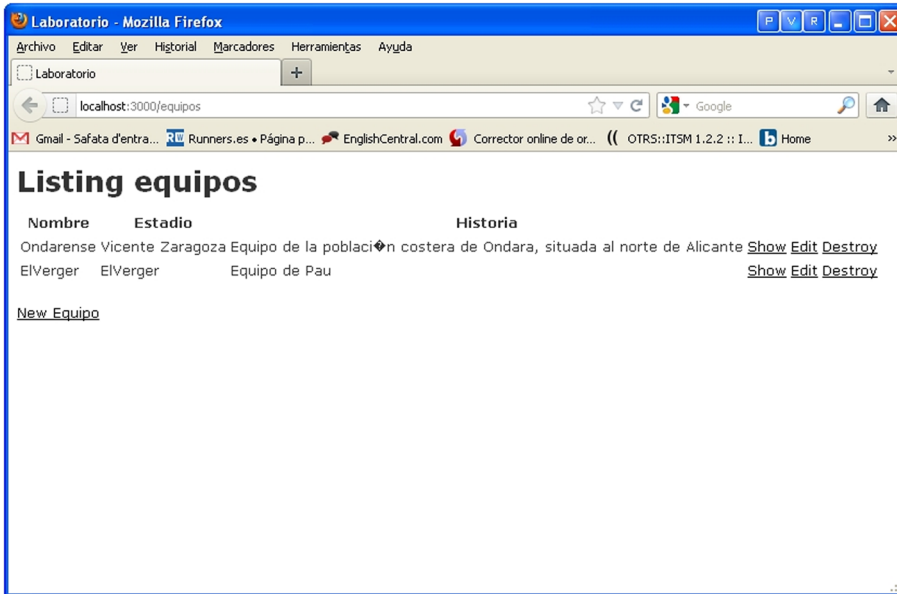 Laboratorio - Mozilla Firefox
P V R
Archivo Editar Ver Historial Marcadores Herramientas Ayuda
Laboratorio
localhost:3000/equipos Google
Gmail - Safata d'entra... RW Runners.es • Página p... EnglishCentral.com Corrector online de or... (( OTRS::ITSM 1.2.2 :: I... b Home »
Listing equipos
Nombre Estadio Historia
Ondarense Vicente Zaragoza Equipo de la poblaci�n costera de Ondara, situada al norte de Alicante Show Edit Destroy
ElVerger ElVerger Equipo de Pau Show Edit Destroy
New Equipo